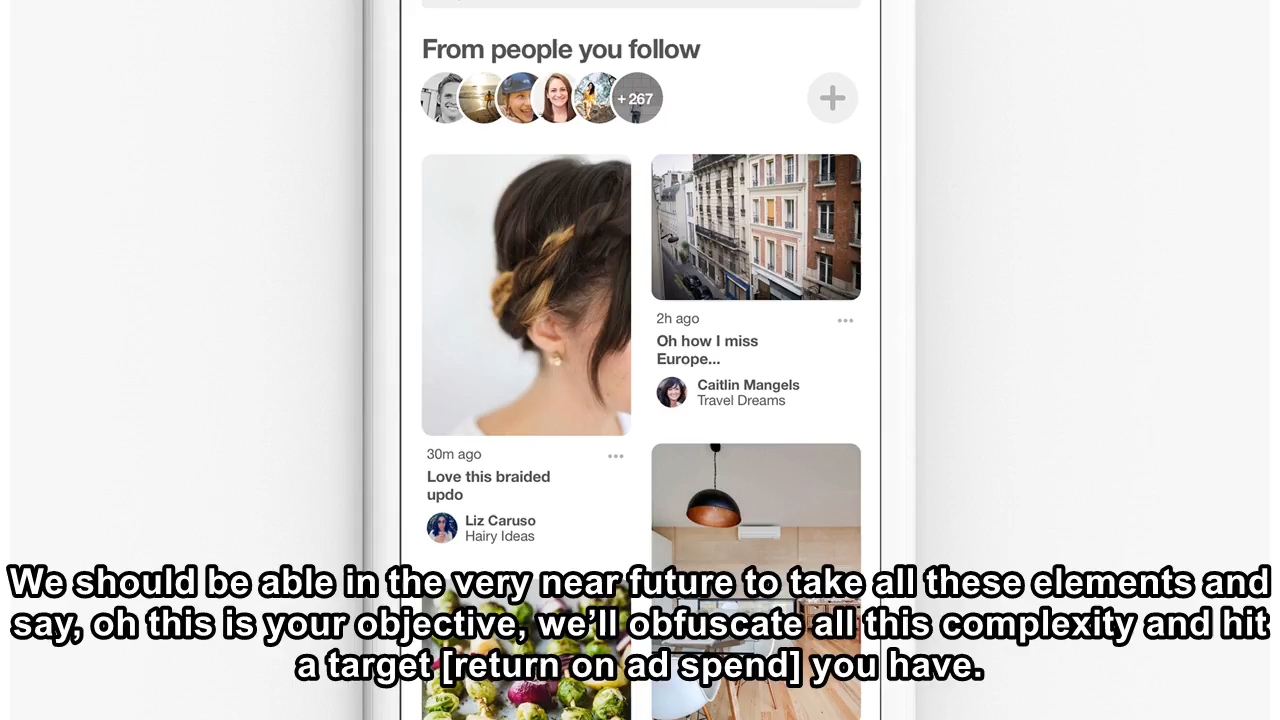 From people you follow
+ 267
2h ago
Oh how I miss
Europe...
Caitlin Mangels
Travel Dreams
30m ago
Love this braided
updo
Liz Caruso
Hairy Ideas
We should be able in the very near future to take all these elements and
say, oh this is your objective, we’ll obfuscate all this complexity and hit
a target [return on ad spend] you have.